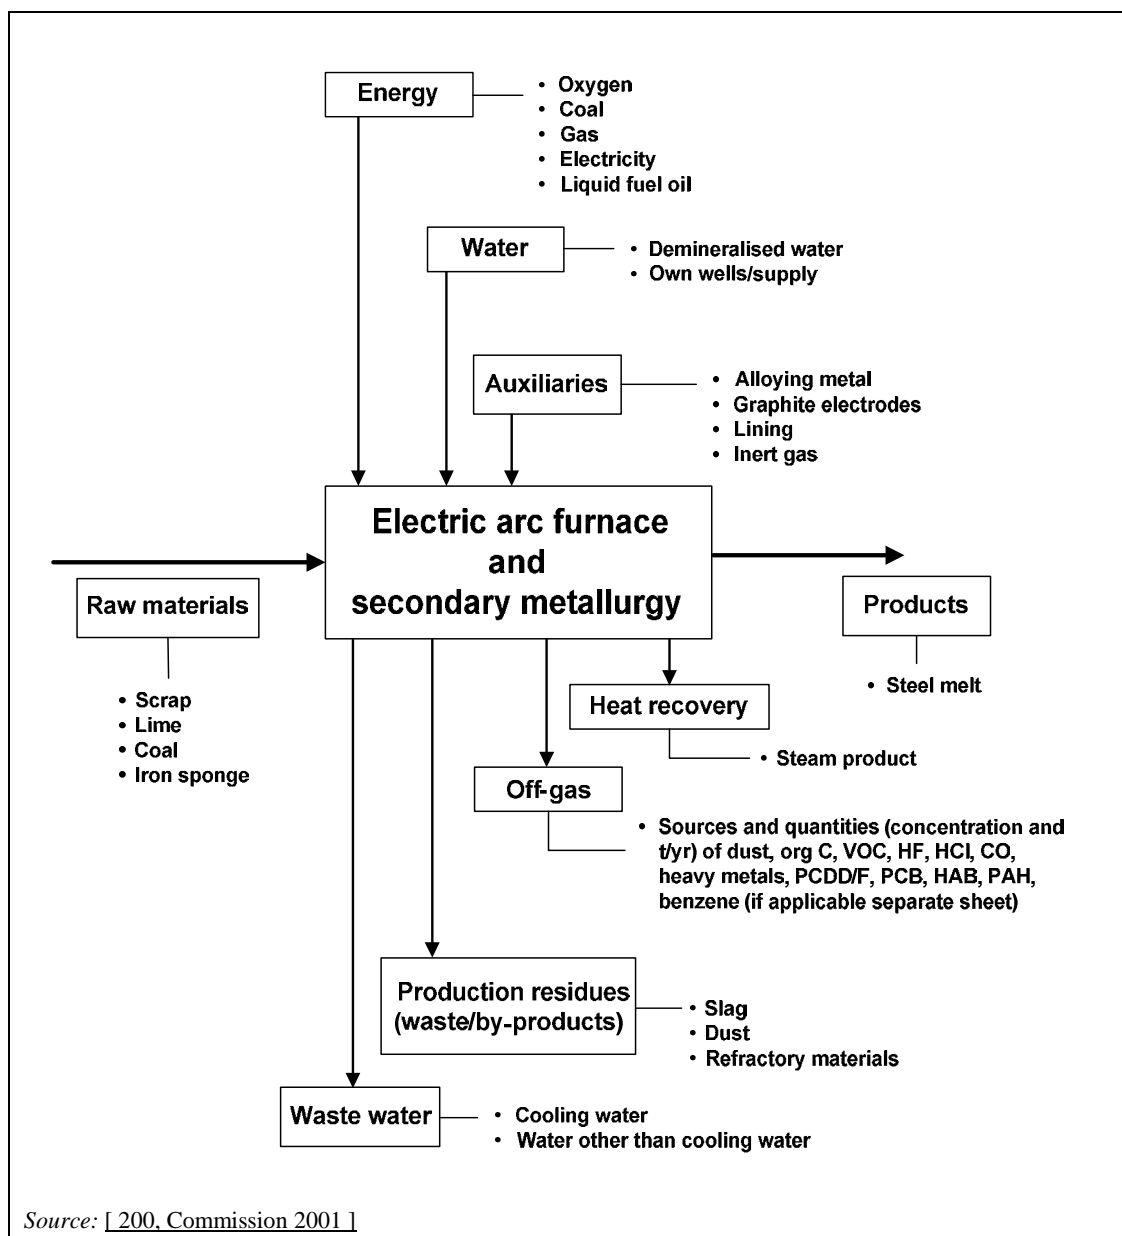 Energy
• Oxygen
• Coal
• Gas
• Electricity
• Liquid fuel oil
Water
• Demineralised water
• Own wells/supply
Auxiliaries
• Alloying metal
• Graphite electrodes
• Lining
• Inert gas
Electric arc furnace
and
secondary metallurgy
Raw materials
• Scrap
• Lime
• Coal
• Iron sponge
Products
• Steel melt
Heat recovery
• Steam product
Off-gas
• Sources and quantities (concentration and
t/yr) of dust, org C, VOC, HF, HCl, CO,
heavy metals, PCDD/F, PCB, HAB, PAH,
benzene (if applicable separate sheet)
Production residues
(waste/by-products)
• Slag
• Dust
• Refractory materials
Waste water
• Cooling water
• Water other than cooling water
Source: [ 200, Commission 2001 ]